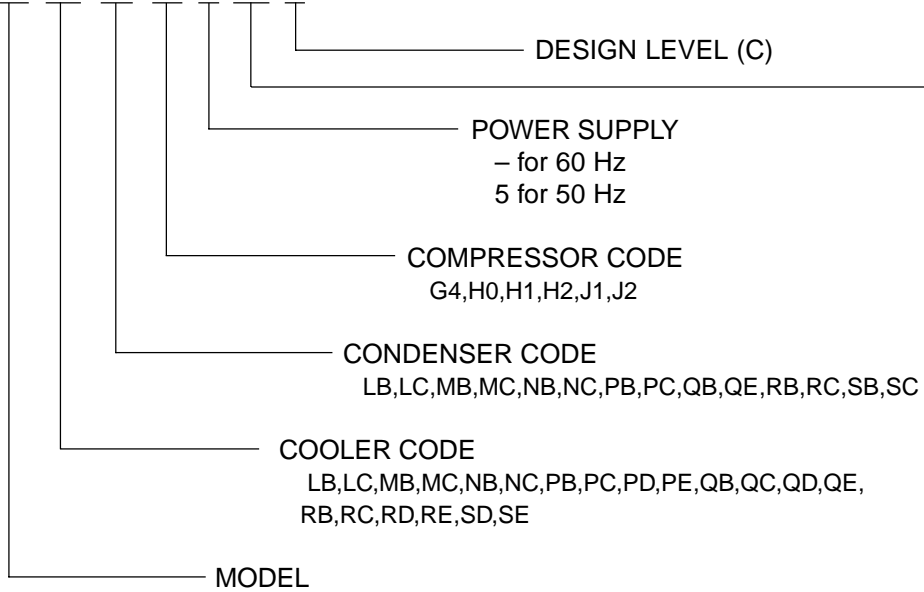 DESIGN LEVEL (C)
POWER SUPPLY
– for 60 Hz
5 for 50 Hz
COMPRESSOR CODE
G4,H0,H1,H2,J1,J2
CONDENSER CODE
LB,LC,MB,MC,NB,NC,PB,PC,QB,QE,RB,RC,SB,SC
COOLER CODE
LB,LC,MB,MC,NB,NC,PB,PC,PD,PE,QB,QC,QD,QE,
RB,RC,RD,RE,SD,SE
MODEL